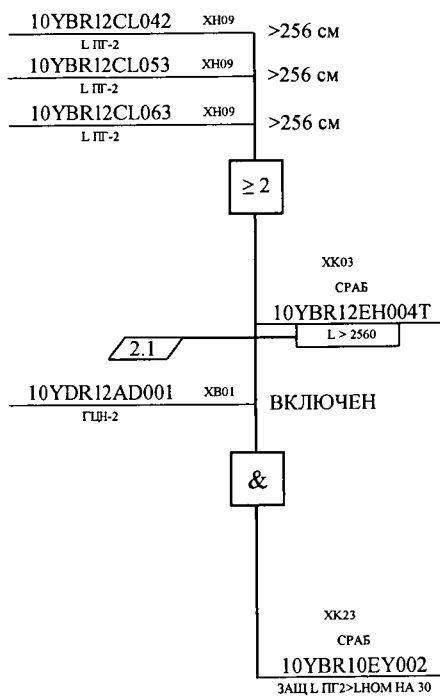 10YBR12CL042 XH09 >256 см
L ПГ-2
10YBR12CL053 XH09 >256 см
L ПГ-2
10YBR12CL063 XH09 >256 см
L ПГ-2
≥ 2
XK03
СРАБ
10YBR12EH004T
L > 2560
2.1
10YDR12AD001 XB01 ВКЛЮЧЕН
ГЦН-2
&
XK23
СРАБ
10YBR10EY002
ЗАЩ L ПГ2>LНОМ НА 30